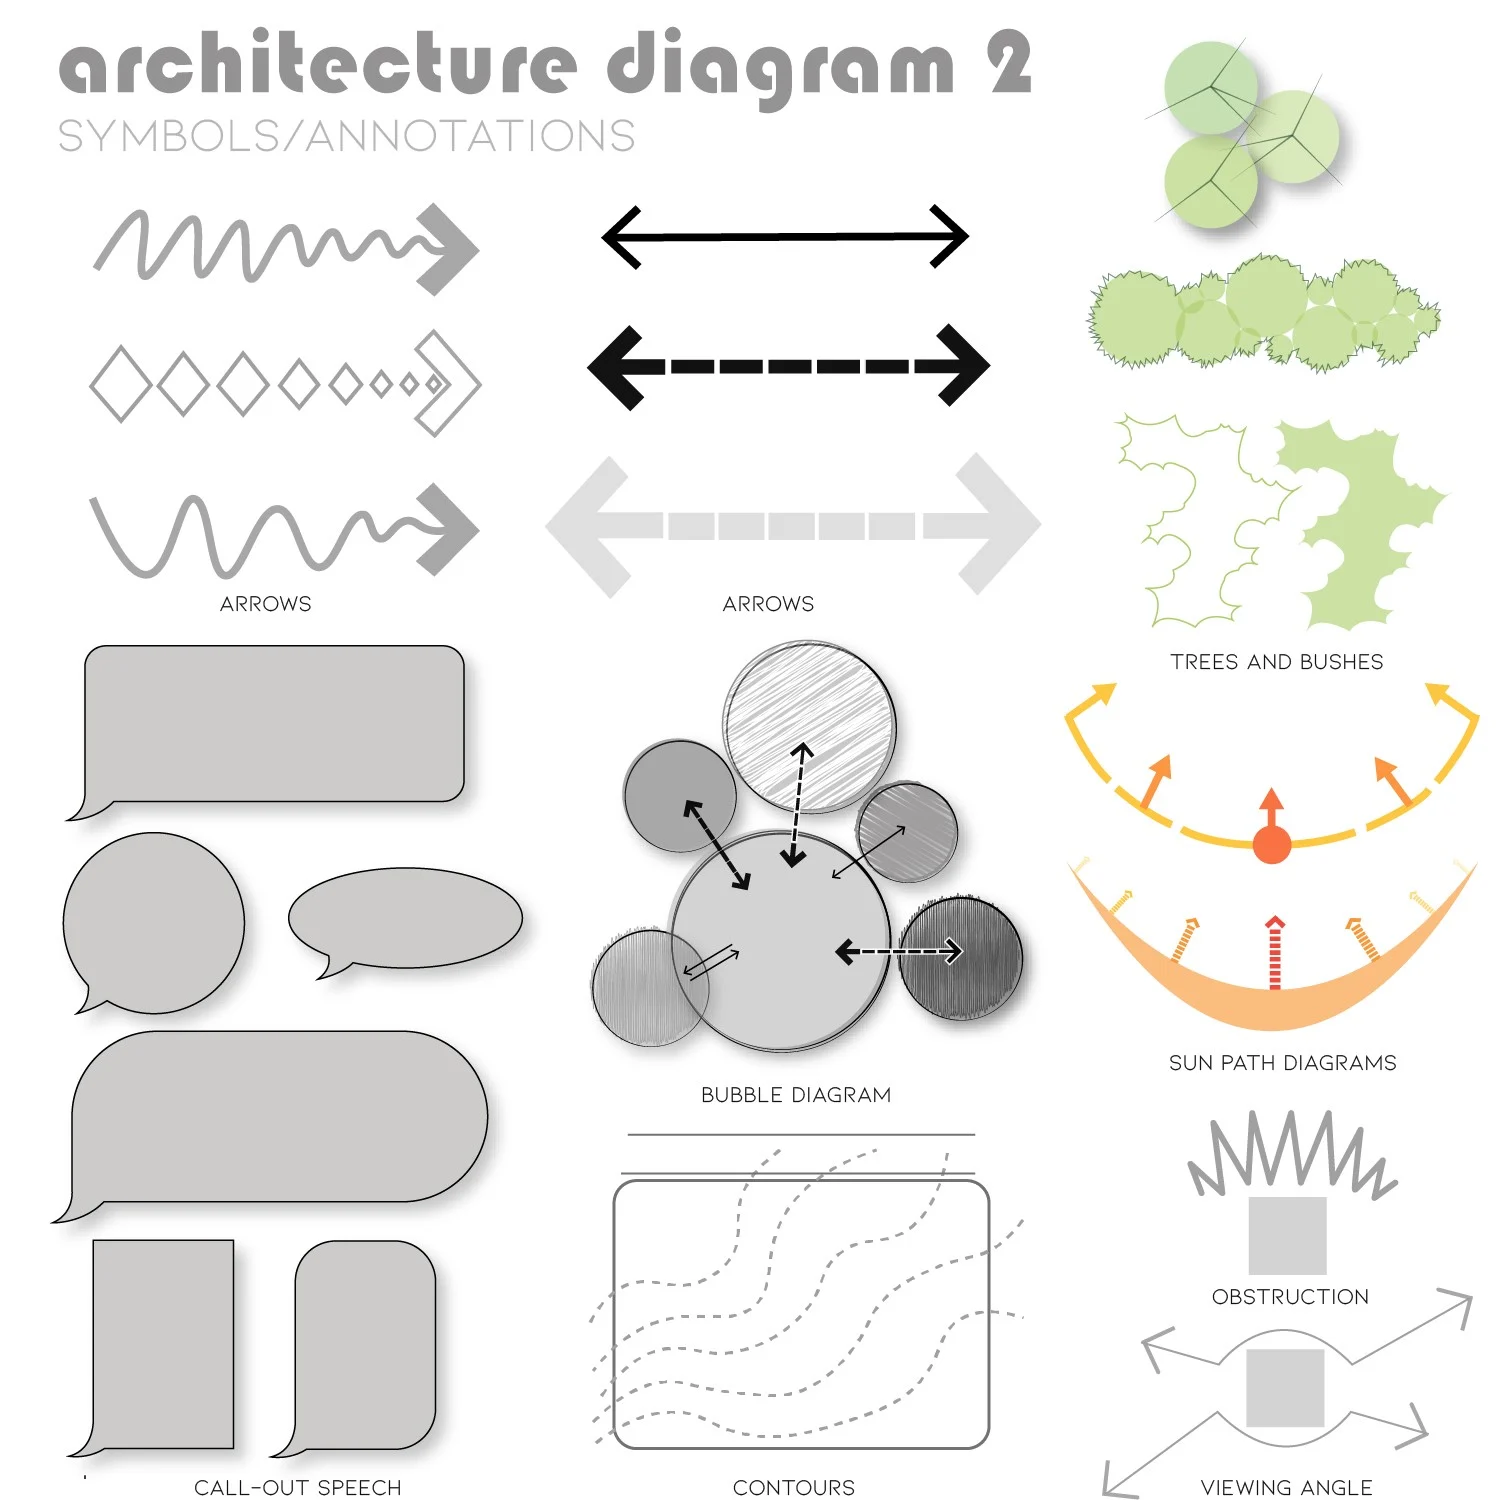 architecture diagram 2
SYMBOLS/ANNOTATIONS
ARROWS
ARROWS
TREES AND BUSHES
SUN PATH DIAGRAMS
BUBBLE DIAGRAM
OBSTRUCTION
CALL-OUT SPEECH
CONTOURS
VIEWING ANGLE